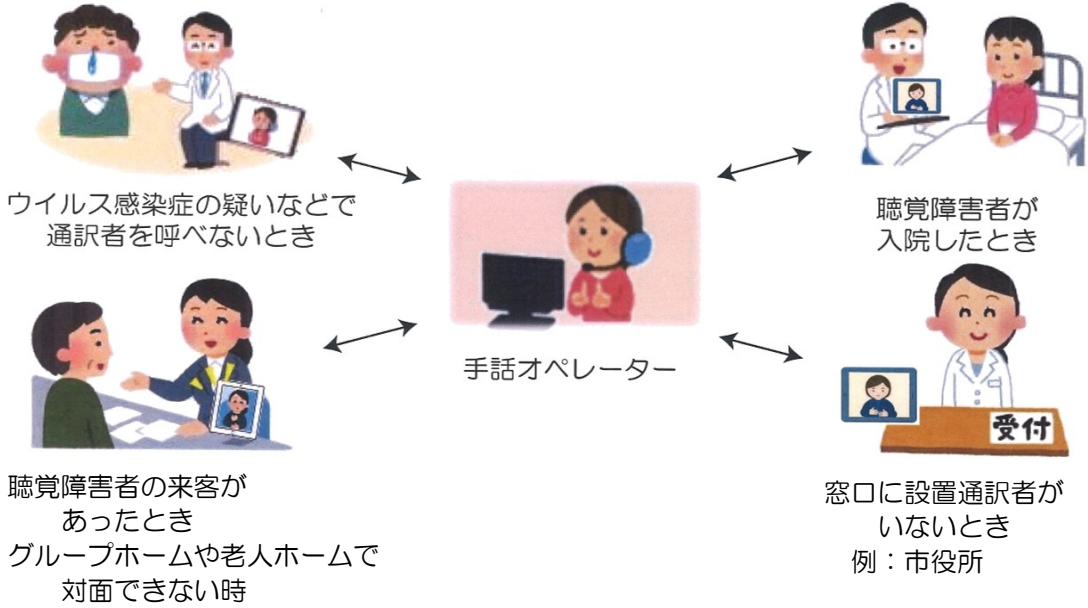 ウイルス感染症の疑いなどで
通訳者を呼べないとき
聴覚障害者が
入院したとき
手話オペレーター
受付
聴覚障害者の来客が
あったとき
グループホームや老人ホームで
対面できない時
窓口に設置通訳者が
いないとき
例：市役所